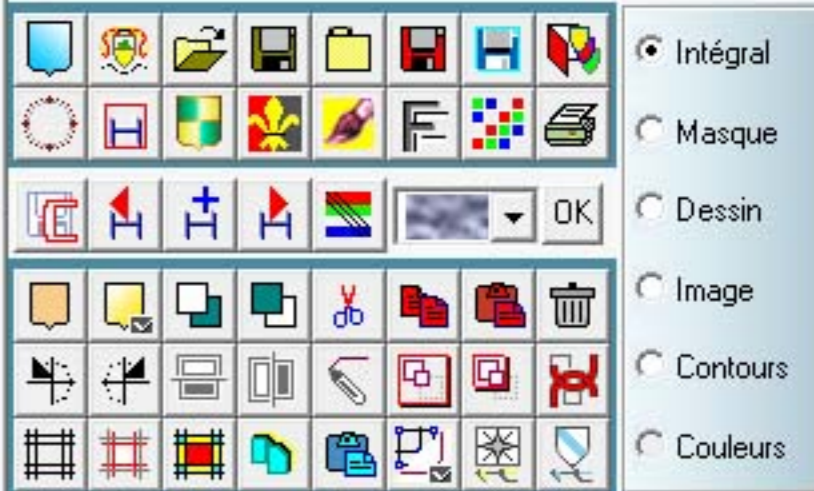 Intégral
Masque
OK
Dessin
Image
Contours
Couleurs